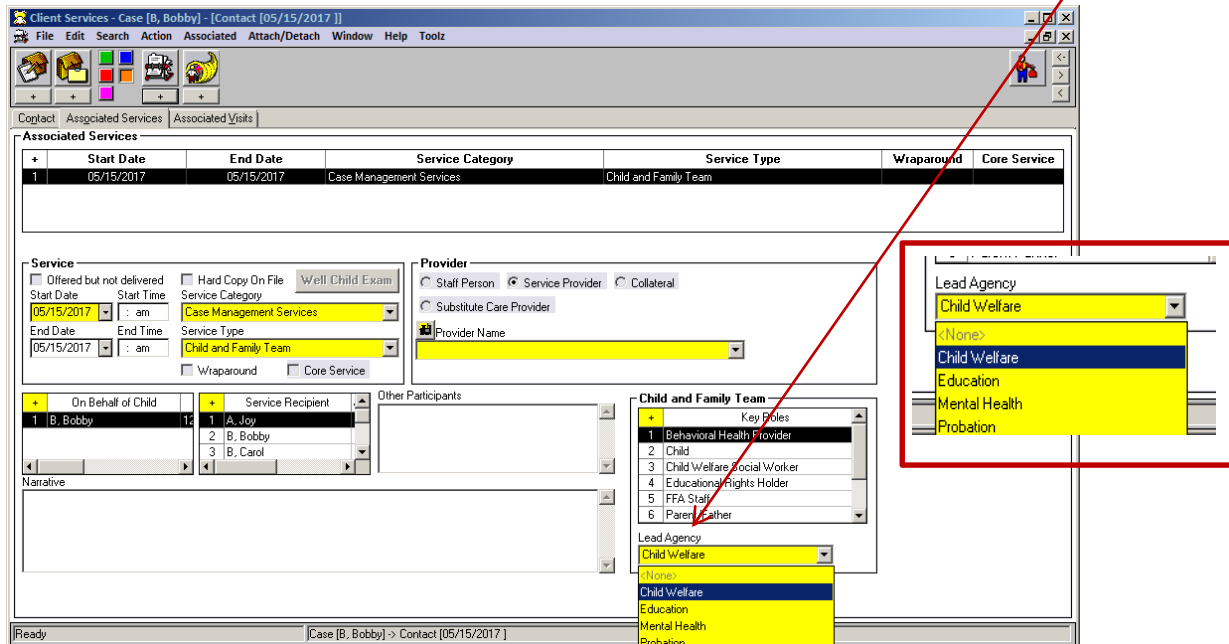 Client Services - Case [B, Bobby] - [Contact [05/15/2017 ]]
File Edit Search Action Associated Attach/Detach Window Help Toolz
+ + + +
Contact Associated Services Associated Visits
Associated Services
+ Start Date End Date Service Category Service Type Wraparound Core Service
1 05/15/2017 05/15/2017 Case Management Services Child and Family Team
Service
Offered but not delivered Hard Copy On File Well Child Exam
Start Date Start Time Service Category
05/15/2017 : am Case Management Services
End Date End Time Service Type
05/15/2017 : am Child and Family Team
Wraparound Core Service
Provider
Staff Person Service Provider Collateral
Substitute Care Provider
Provider Name
+ On Behalf of Child
1 B, Bobby 12
+ Service Recipient
1 A, Joy
2 B, Bobby
3 B, Carol
Other Participants
Narrative
Child and Family Team
+ Key Roles
1 Behavioral Health Provider
2 Child
3 Child Welfare Social Worker
4 Educational Rights Holder
5 FFA Staff
6 Parent/Father
Lead Agency
Child Welfare
<None>
Child Welfare
Education
Mental Health
Probation
Lead Agency
Child Welfare
<None>
Child Welfare
Education
Mental Health
Probation
Ready Case [B, Bobby] -> Contact [05/15/2017 ]